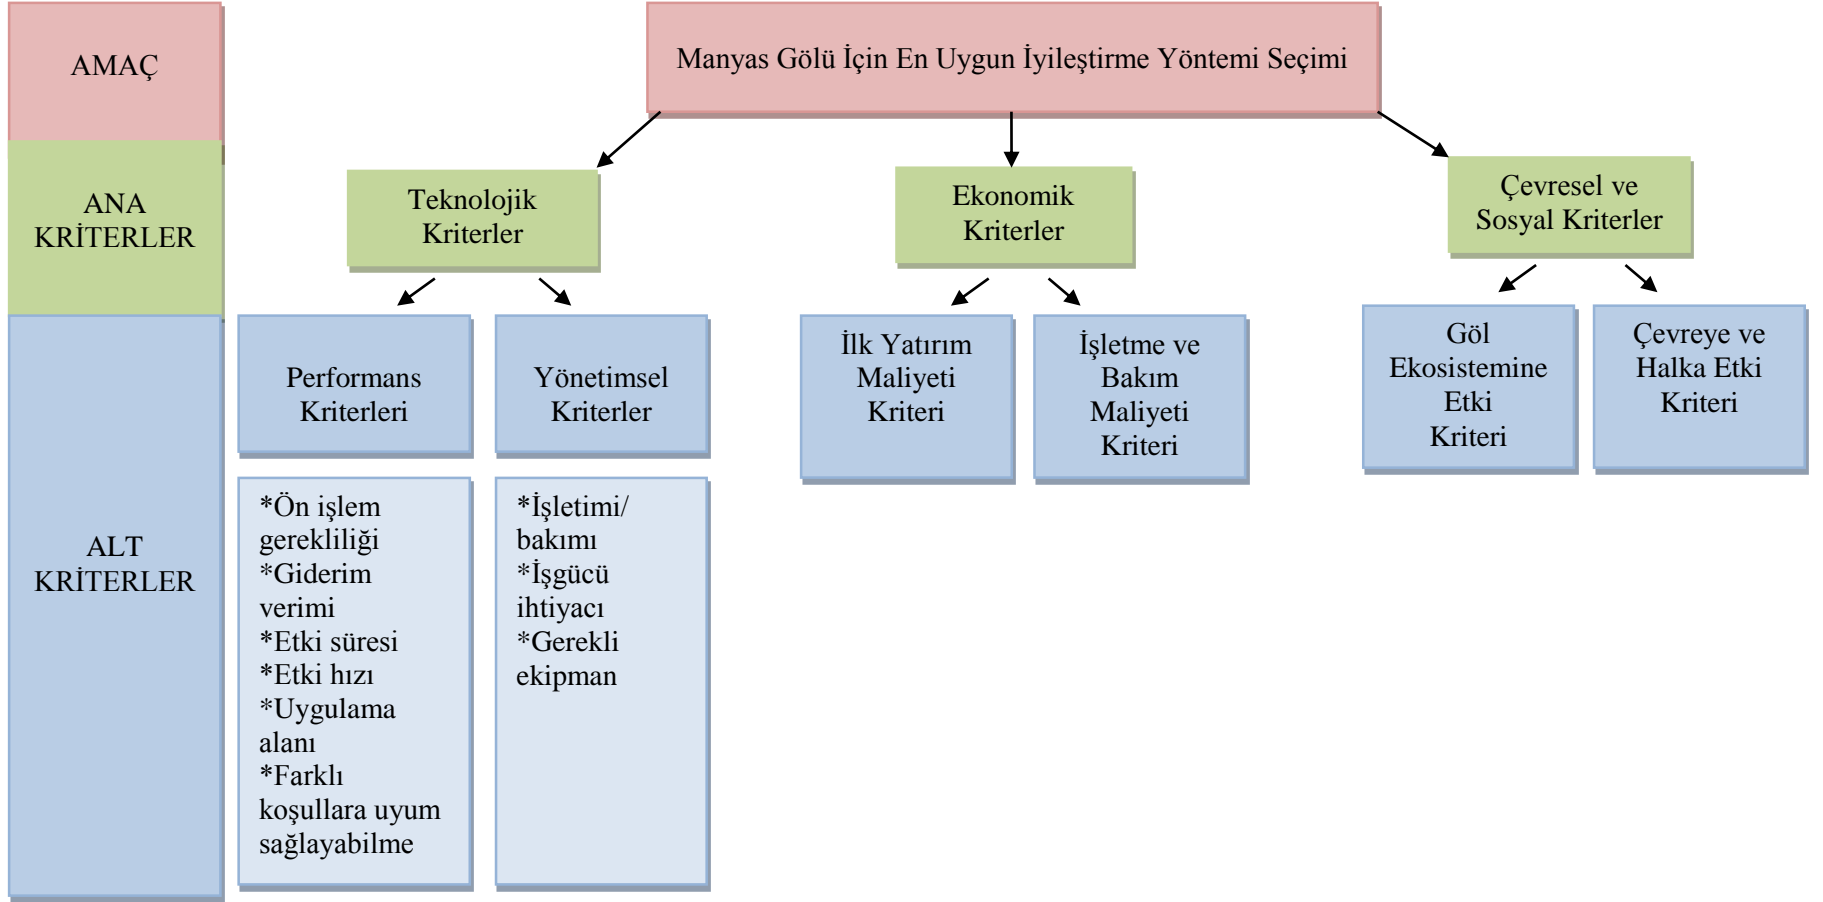 AMAÇ
Manyas Gölü İçin En Uygun İyileştirme Yöntemi Seçimi
ANA
KRİTERLER
Teknolojik
Kriterler
Ekonomik
Kriterler
Çevresel ve
Sosyal Kriterler
ALT
KRİTERLER
Performans
Kriterleri
Yönetimsel
Kriterler
İlk Yatırım
Maliyeti
Kriteri
İşletme ve
Bakım
Maliyeti
Kriteri
Göl
Ekosistemine
Etki
Kriteri
Çevreye ve
Halka Etki
Kriteri
*Ön işlem
gerekliliği
*Giderim
verimi
*Etki süresi
*Etki hızı
*Uygulama
alanı
*Farklı
koşullara uyum
sağlayabilme
*İşletimi/
bakımı
*İşgücü
ihtiyacı
*Gerekli
ekipman